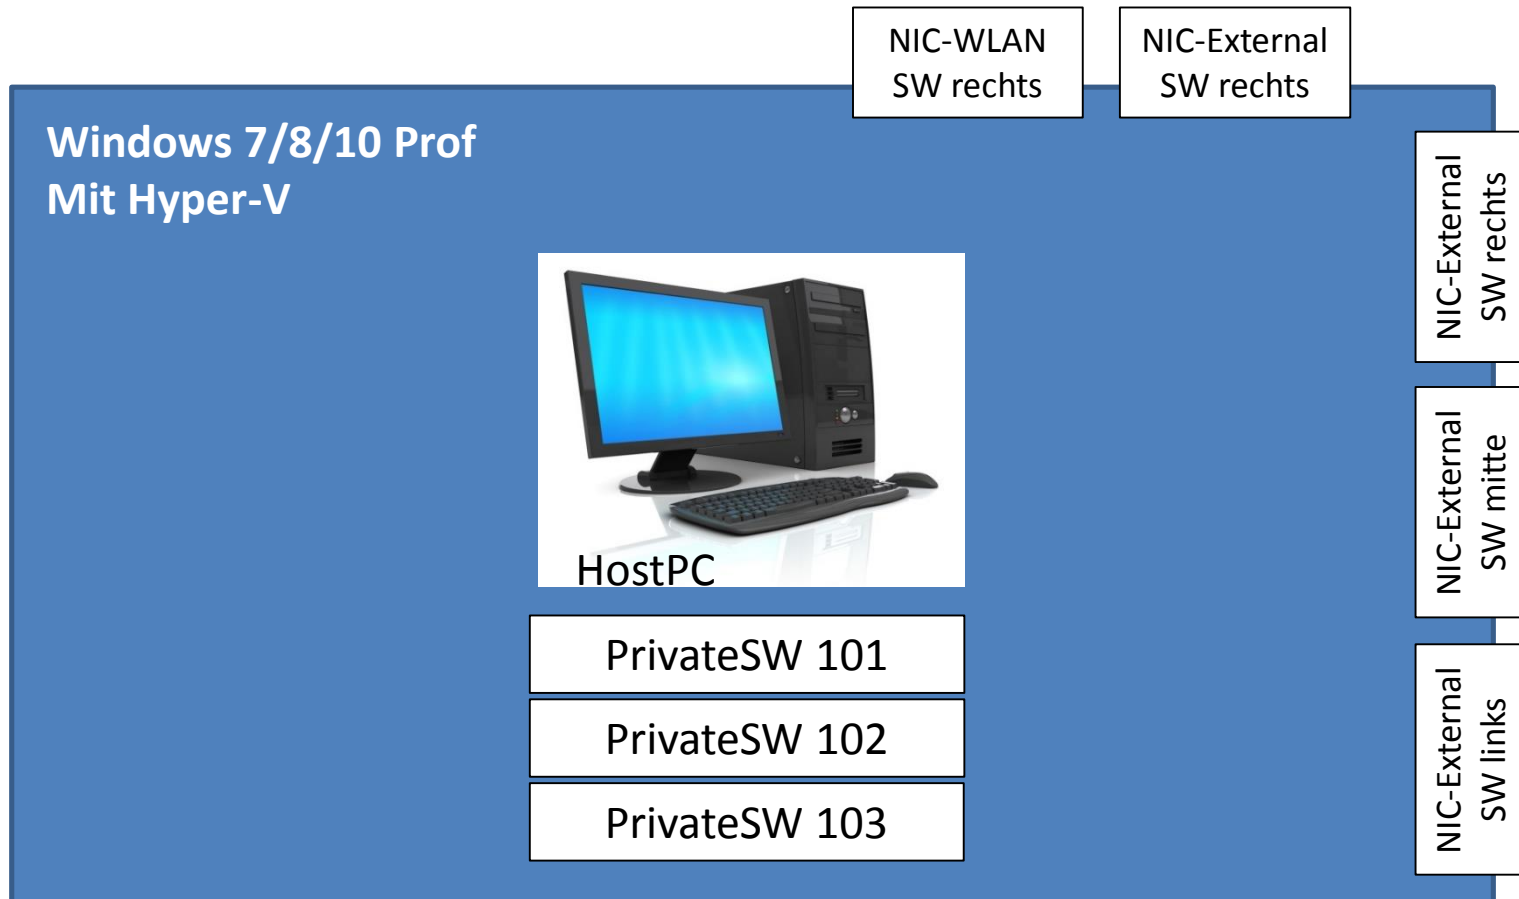 NIC-WLAN
SW rechts
NIC-External
SW rechts
Windows 7/8/10 Prof
Mit Hyper-V
NIC-External
SW rechts
NIC-External
SW mitte
HostPC
PrivateSW 101
PrivateSW 102
PrivateSW 103
NIC-External
SW links